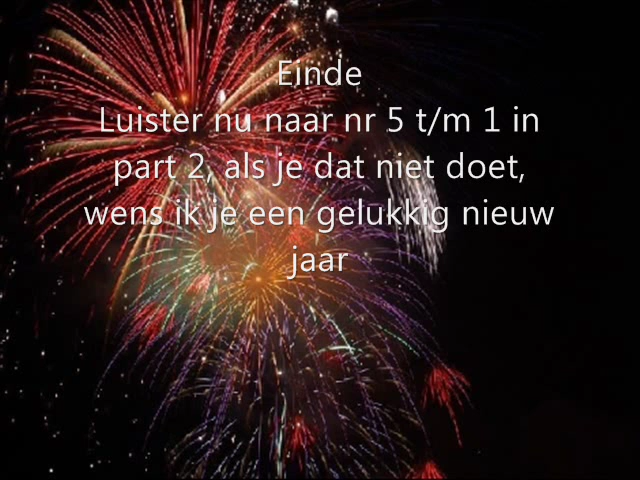 Einde
Luister nu naar nr 5 t/m 1 in
part 2, als je dat niet doet,
wens ik je een gelukkig nieuw
jaar